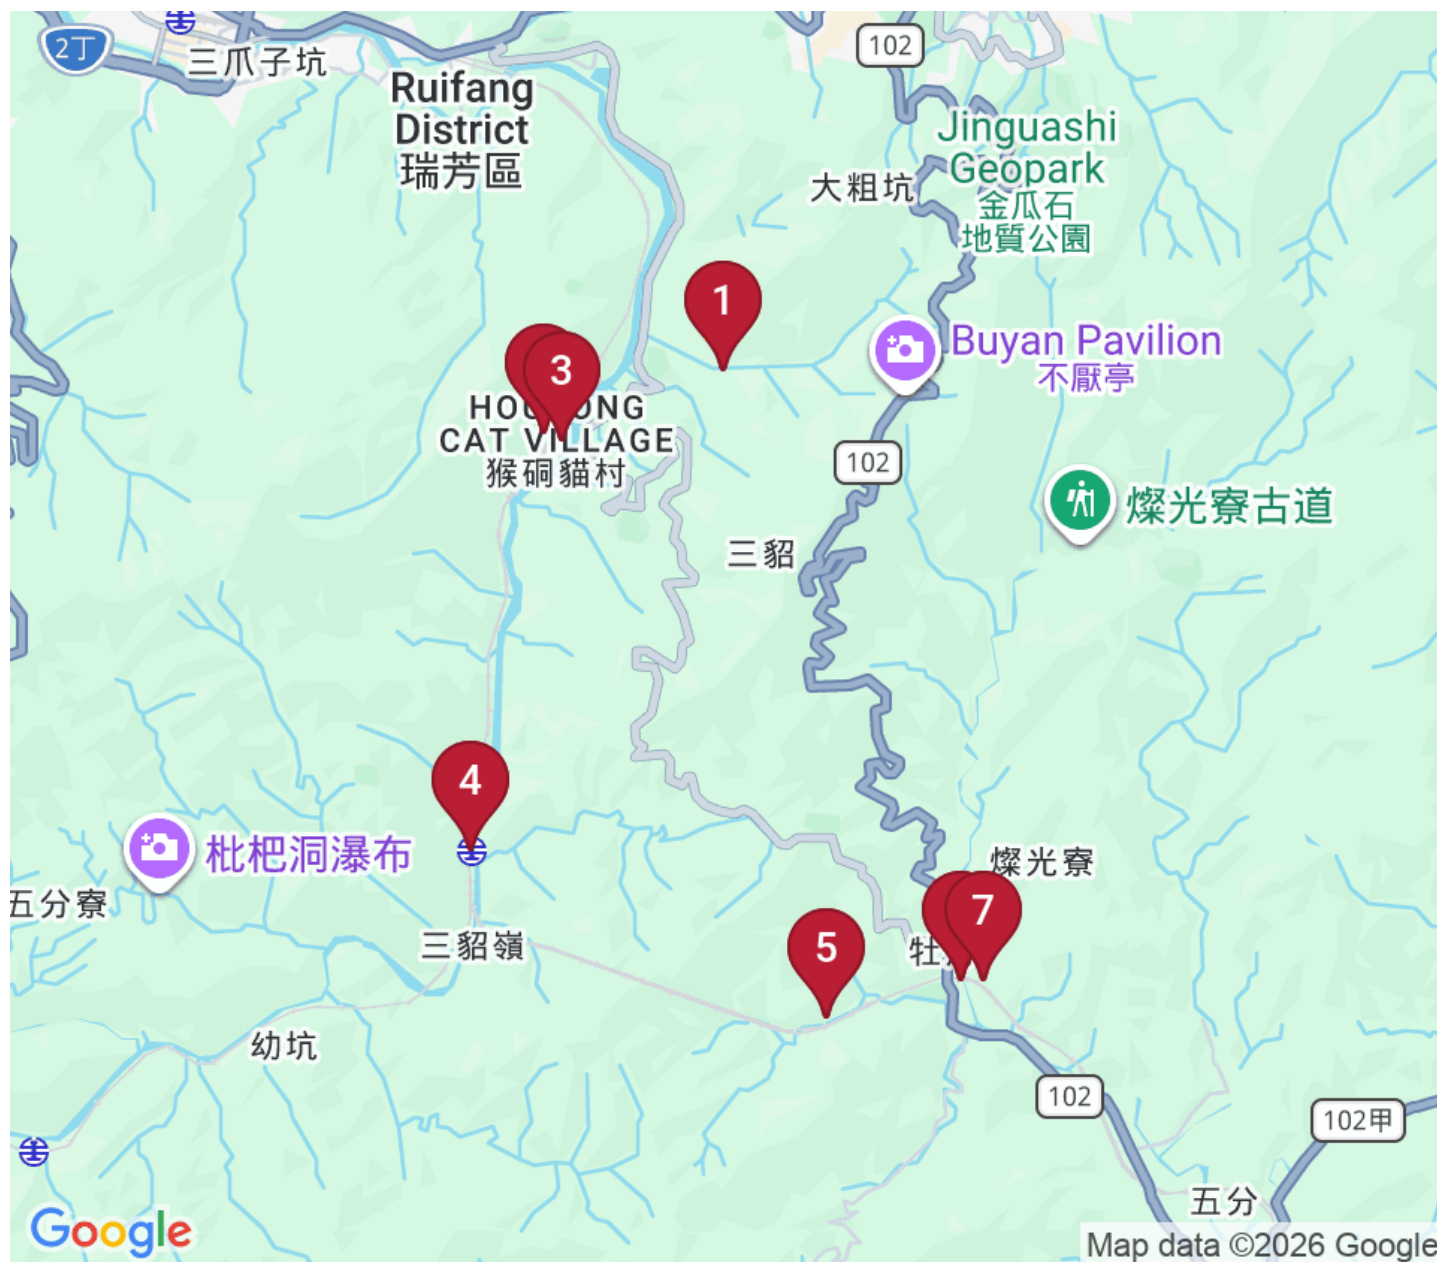 2丁
三爪子坑
102
Ruifang
District
瑞芳區
Jinguashi
Geopark
金瓜石
地質公園
大粗坑
1
Buyan Pavilion
不厭亭
3
CAT VILLAGE
猴硐貓村
102
燦光寮古道
三貂
4
枇杷洞瀑布
五分寮
燦光寮
7
5
三貂嶺
牡
幼坑
102
102甲
五分
Google
Map data ©2026 Google